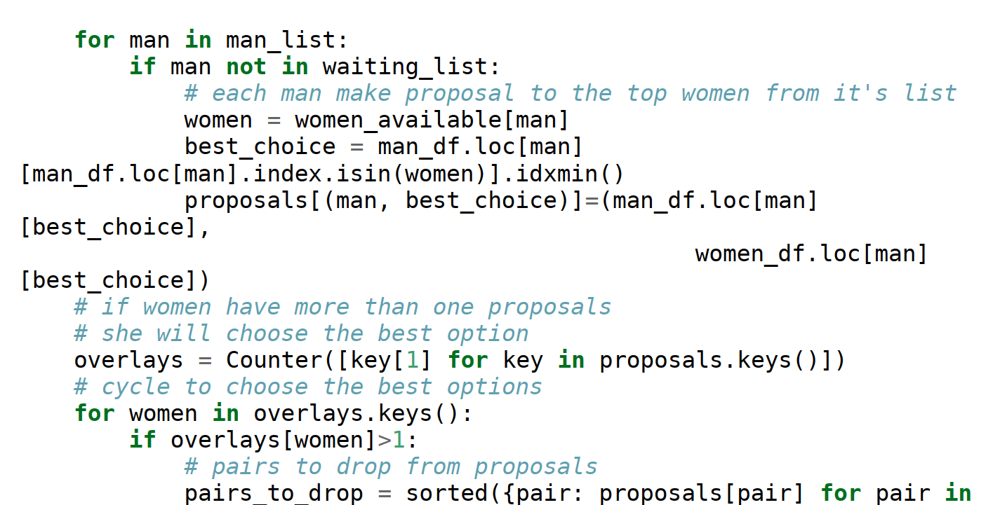 for man in man_list:
if man not in waiting_list:
# each man make proposal to the top women from it's list
women = women_available[man]
best_choice = man_df.loc[man]
[man_df.loc[man].index.isin(women)].idxmin()
proposals[(man, best_choice)]=(man_df.loc[man]
[best_choice],
women_df.loc[man]
[best_choice])
# if women have more than one proposals
# she will choose the best option
overlays = Counter([key[1] for key in proposals.keys()])
# cycle to choose the best options
for women in overlays.keys():
if overlays[women]>1:
# pairs to drop from proposals
pairs_to_drop = sorted({pair: proposals[pair] for pair in